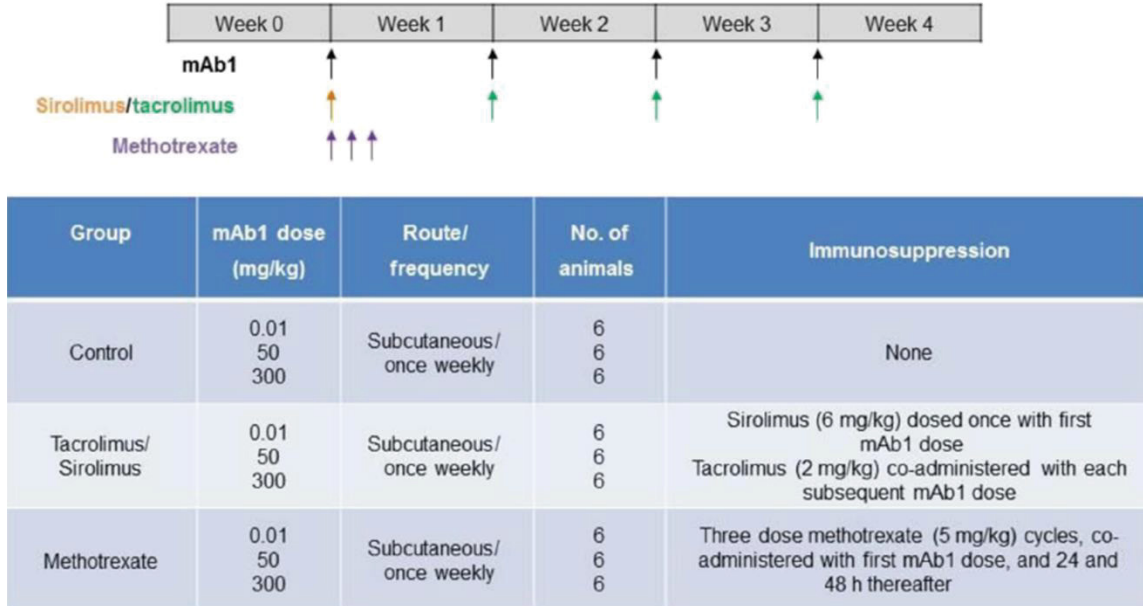 Week 0 Week 1 Week 2 Week 3 Week 4
mAb1
Sirolimus/tacrolimus
Methotrexate
Group mAb1 dose (mg/kg) Route/ frequency No. of animals Immunosuppression
Control
0.01
50
300
Subcutaneous/
once weekly
6
6
6
None
Tacrolimus/
Sirolimus
0.01
50
300
Subcutaneous/
once weekly
6
6
6
Sirolimus (6 mg/kg) dosed once with first
mAb1 dose
Tacrolimus (2 mg/kg) co-administered with each
subsequent mAb1 dose
Methotrexate
0.01
50
300
Subcutaneous/
once weekly
6
6
6
Three dose methotrexate (5 mg/kg) cycles, co-
administered with first mAb1 dose, and 24 and
48 h thereafter